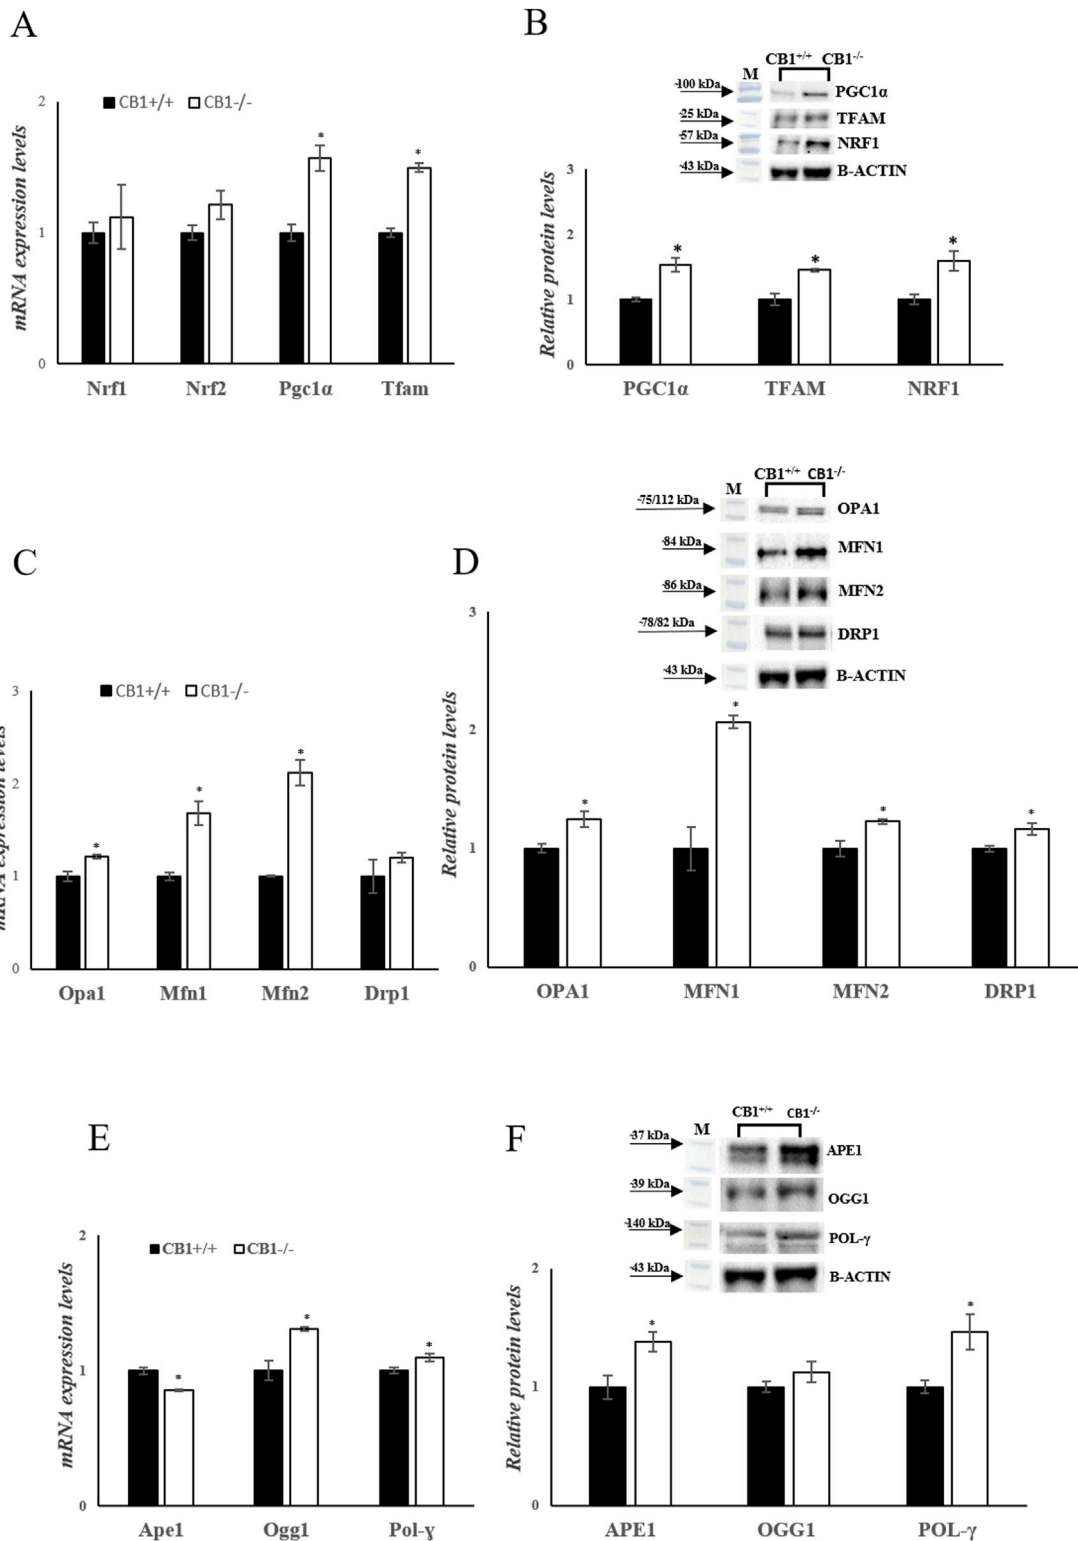 A
CB1+/+ CB1-/-
mRNA expression levels
2
1
0
* *
Nrf1 Nrf2 Pgc1α Tfam
B
CB1+/+ CB1-/-
M
~100 kDa PGC1α
~25 kDa TFAM
~57 kDa NRF1
~43 kDa B-ACTIN
Relative protein levels
3
2
1
0
* * *
PGC1α TFAM NRF1
C
CB1+/+ CB1-/-
mRNA expression levels
3
2
1
0
* * *
Opa1 Mfn1 Mfn2 Drp1
D
CB1+/+ CB1-/-
M
~75/112 kDa OPA1
~84 kDa MFN1
~86 kDa MFN2
~78/82 kDa DRP1
~43 kDa B-ACTIN
Relative protein levels
3
2
1
0
* * * *
OPA1 MFN1 MFN2 DRP1
E
CB1+/+ CB1-/-
mRNA expression levels
2
1
0
* * *
Ape1 Ogg1 Pol-γ
F
CB1+/+ CB1-/-
M
~37 kDa APE1
~39 kDa OGG1
~140 kDa POL-γ
~43 kDa B-ACTIN
Relative protein levels
2
1
0
* *
APE1 OGG1 POL-γ